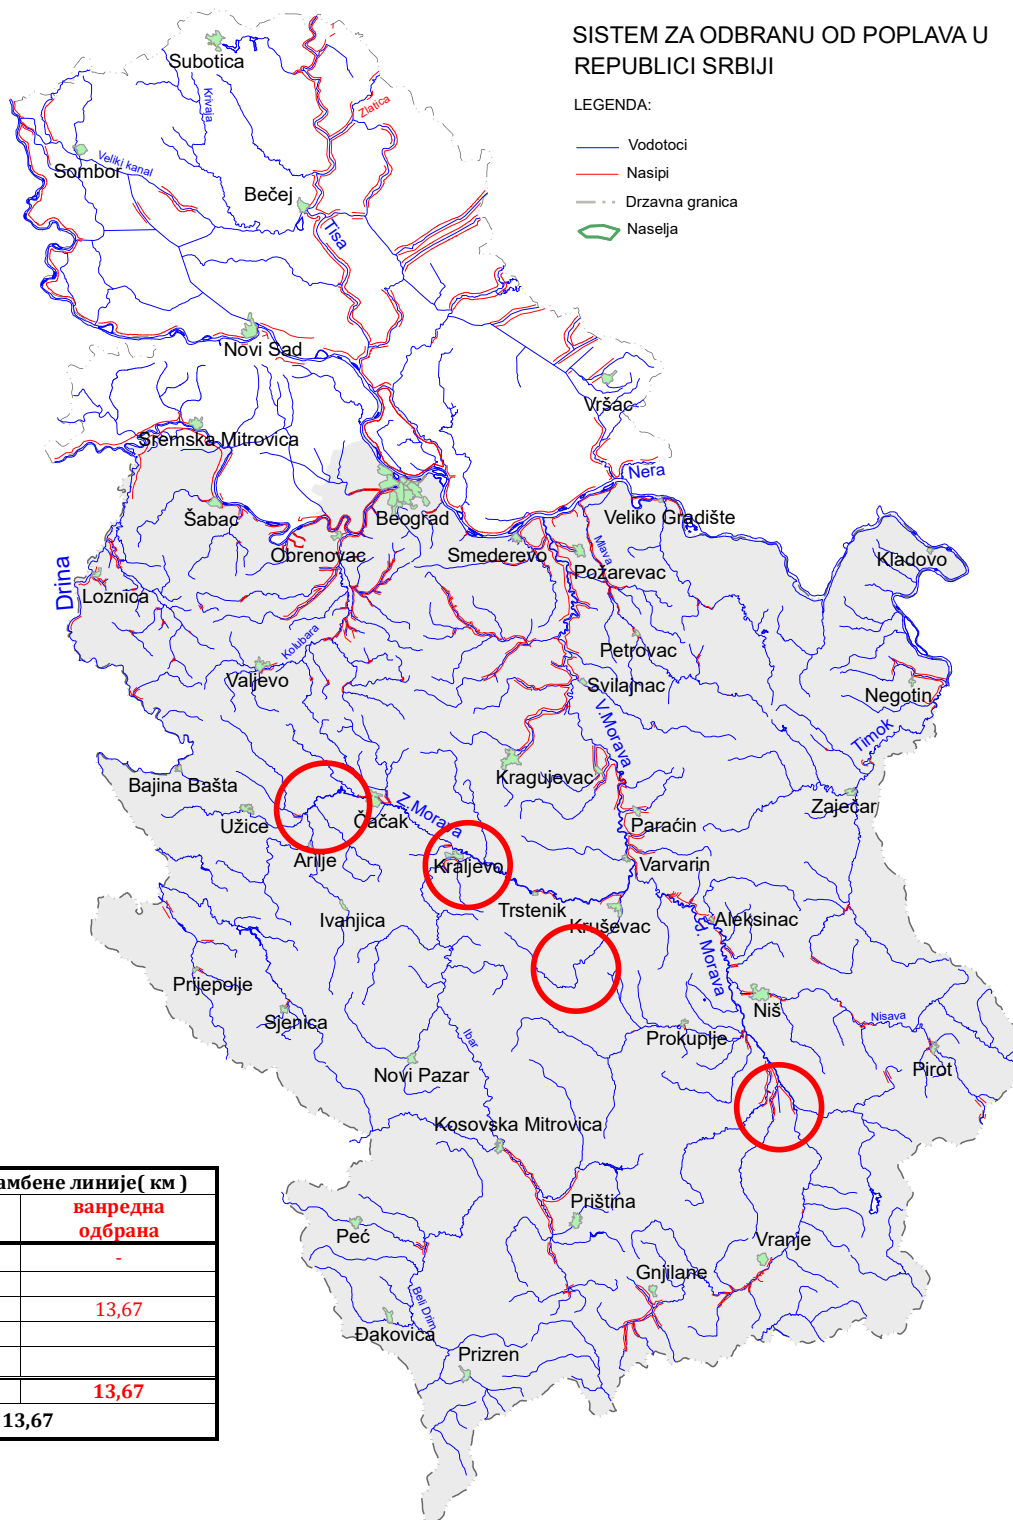 SISTEM ZA ODBRANU OD POPLAVA U
REPUBLICI SRBIJI
LEGENDA:
Vodotoci
Nasipi
Drzavna granica
Naselja
Subotica
Krivaja
Zlatica
Sombor
Veliki kanal
Bečej
Tisa
Novi Sad
Vršac
Sremska Mitrovica
Nera
Šabac
Beograd
Veliko Gradište
Obrenovac
Smederevo
Mlava
Kladovo
Drina
Požarevac
Loznica
Kolubara
Petrovac
Valjevo
Svilajnac
Negotin
V.Morava
Timok
Bajina Bašta
Kragujevac
Zaječar
Užice
Čačak
Z.Morava
Paraćin
Arilje
Kraljevo
Varvarin
Trstenik
Ivanjica
Kruševac
Aleksinac
J. Morava
Prijepolje
Niš
Sjenica
Nisava
Ibar
Prokuplje
Novi Pazar
Pirot
Kosovska Mitrovica
Priština
Peć
Vranje
Gnjilane
Beli Drim
Đakovica
Prizren
амбене линије( км )
ванредна
одбрана
-
13,67
13,67
13,67